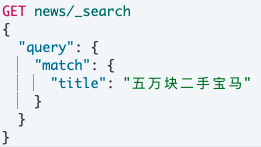 GET news/_search
{
  "query": {
    "match": {
      "title": "五万块二手宝马"
    }
  }
}